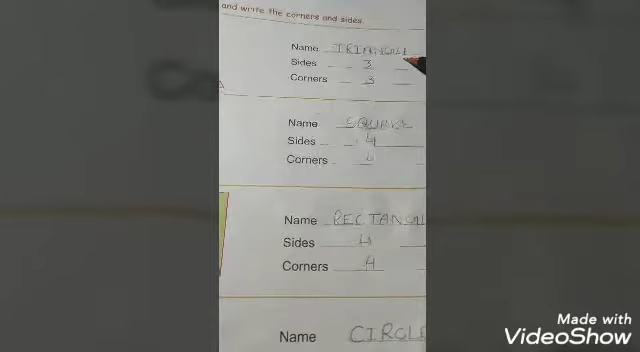 and write the corners and sides.
Name TRIANGLE
Sides 3
Corners 3
Name SQUARE
Sides 4
Corners 4
Name RECTANGL
Sides 4
Corners 4
Name CIRCLE
Made with
VideoShow